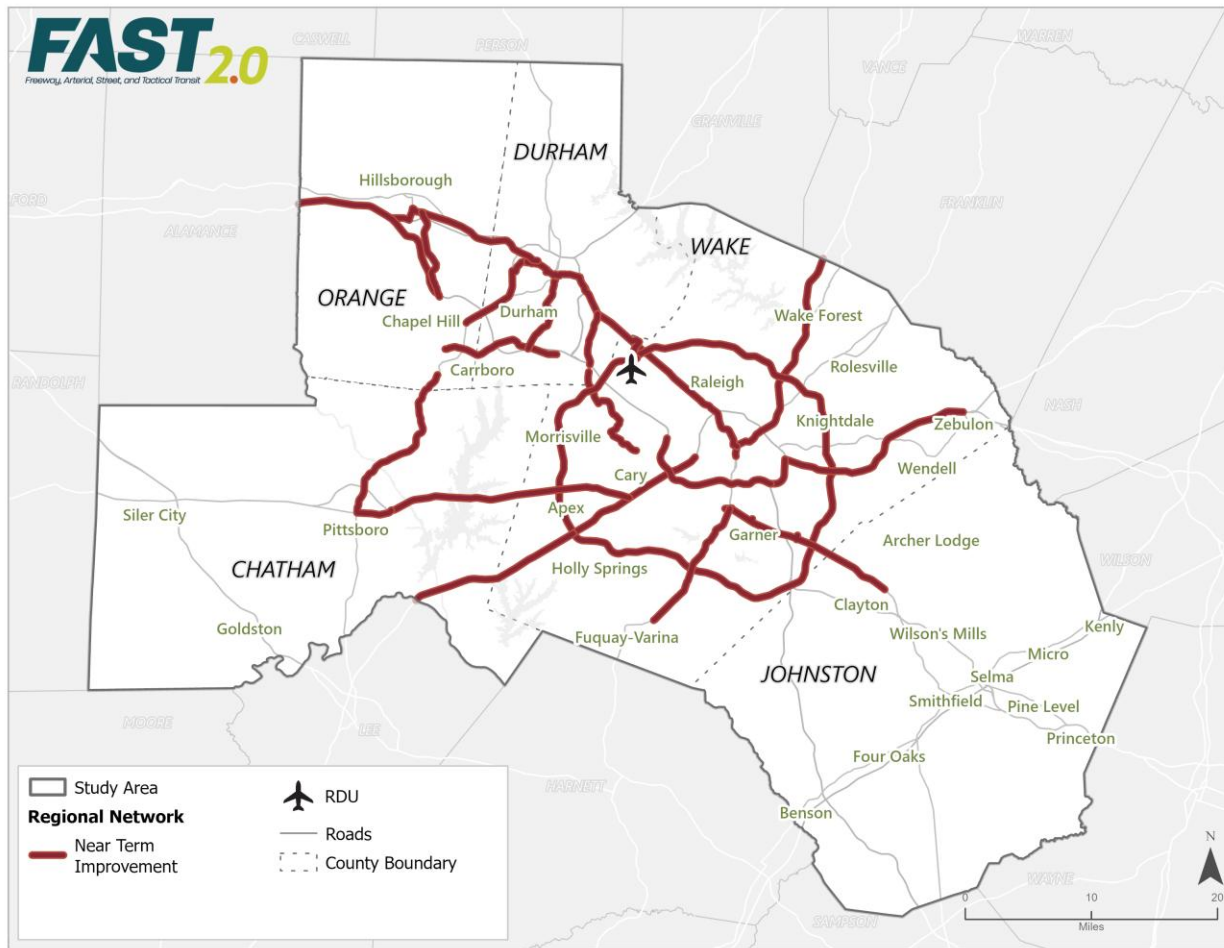 FAST 2.0
Freeway, Arterial, Street, and Tactical Transit
CASWELL
PERSON
WARREN
VANCE
GRANVILLE
DURHAM
Hillsborough
FORD
FRANKLIN
ALAMANCE
WAKE
ORANGE
Chapel Hill
Durham
Wake Forest
Carrboro
Rolesville
RANDOLPH
Raleigh
NASH
Knightdale
Zebulon
Morrisville
Wendell
Cary
Siler City
Pittsboro
Apex
Garner
Archer Lodge
CHATHAM
Holly Springs
WILSON
Clayton
Goldston
Fuquay-Varina
Wilson's Mills
Kenly
Micro
JOHNSTON
Selma
Smithfield
Pine Level
MOORE
LEE
Princeton
Four Oaks
HARNETT
Benson
WAYNE
SAMPSON
Study Area
Regional Network
Near Term
Improvement
RDU
Roads
County Boundary
N
0 10 20
Miles